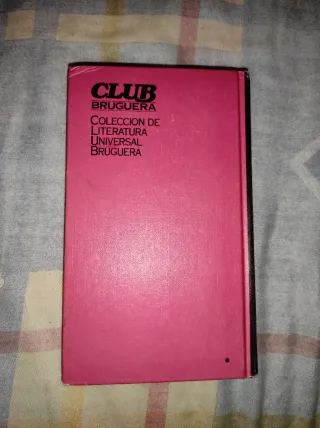 CLUB
BRUGUERA
COLECCION DE
LITERATURA
UNIVERSAL
BRUGUERA